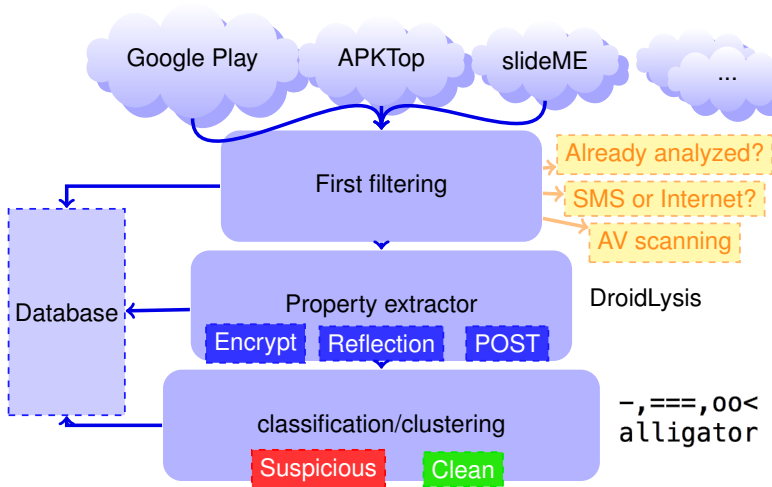 Google Play
APKTop
slideME
...
First filtering
Already analyzed?
SMS or Internet?
AV scanning
Database
Property extractor
DroidLysis
Encrypt
Reflection
POST
classification/clustering
-,===,oo<
alligator
Suspicious
Clean